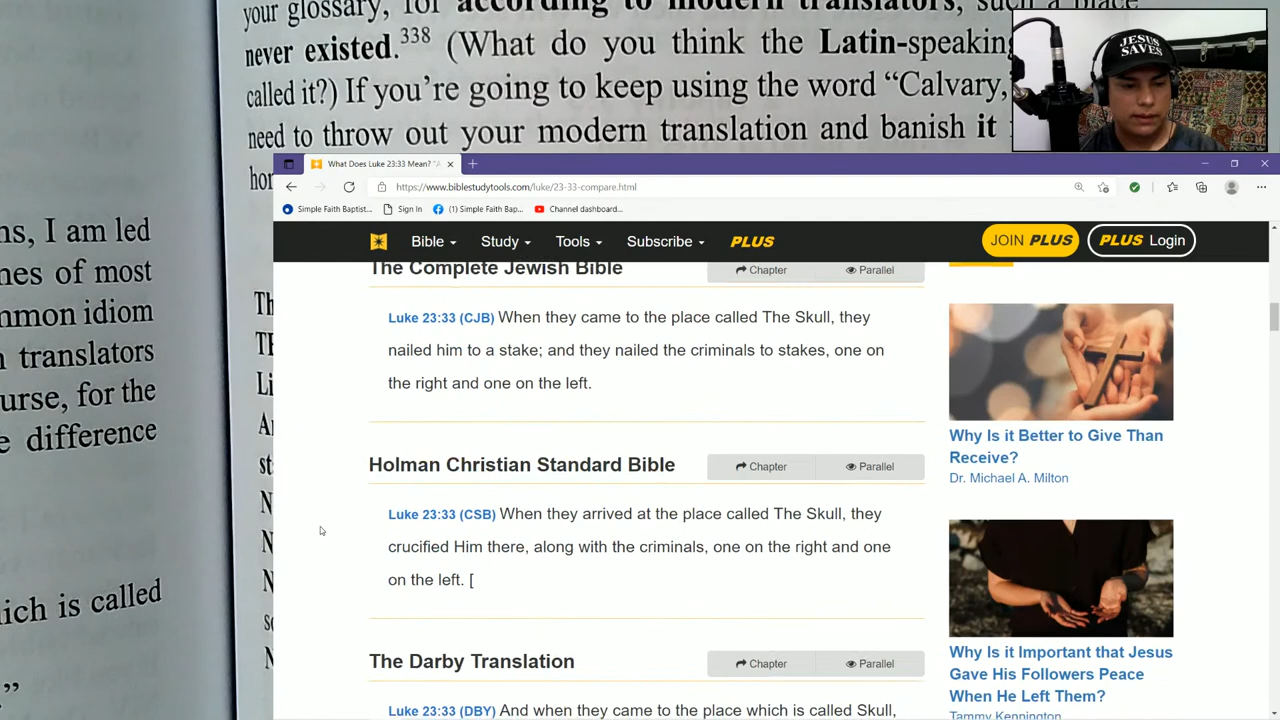 your glossary, for according to modern translators, such a place
never existed.338 (What do you think the Latin-speaking
called it?) If you're going to keep using the word “Calvary,
need to throw out your modern translation and banish it
JESUS
SAVES
ns, I am led
nes of most
mmon idiom
n translators
urse, for the
e difference
ich is called
”
What Does Luke 23:33 Mean? "
https://www.biblestudytools.com/luke/23-33-compare.html
Simple Faith Baptist...
Sign In
(1) Simple Faith Bap...
Channel dashboard...
Bible
Study
Tools
Subscribe
PLUS
JOIN PLUS
PLUS Login
The Complete Jewish Bible
Chapter
Parallel
Luke 23:33 (CJB) When they came to the place called The Skull, they
nailed him to a stake; and they nailed the criminals to stakes, one on
the right and one on the left.
Holman Christian Standard Bible
Chapter
Parallel
Luke 23:33 (CSB) When they arrived at the place called The Skull, they
crucified Him there, along with the criminals, one on the right and one
on the left. [
The Darby Translation
Chapter
Parallel
Luke 23:33 (DBY) And when they came to the place which is called Skull,
Why Is it Better to Give Than
Receive?
Dr. Michael A. Milton
Why Is it Important that Jesus
Gave His Followers Peace
When He Left Them?
Tammy Kennington